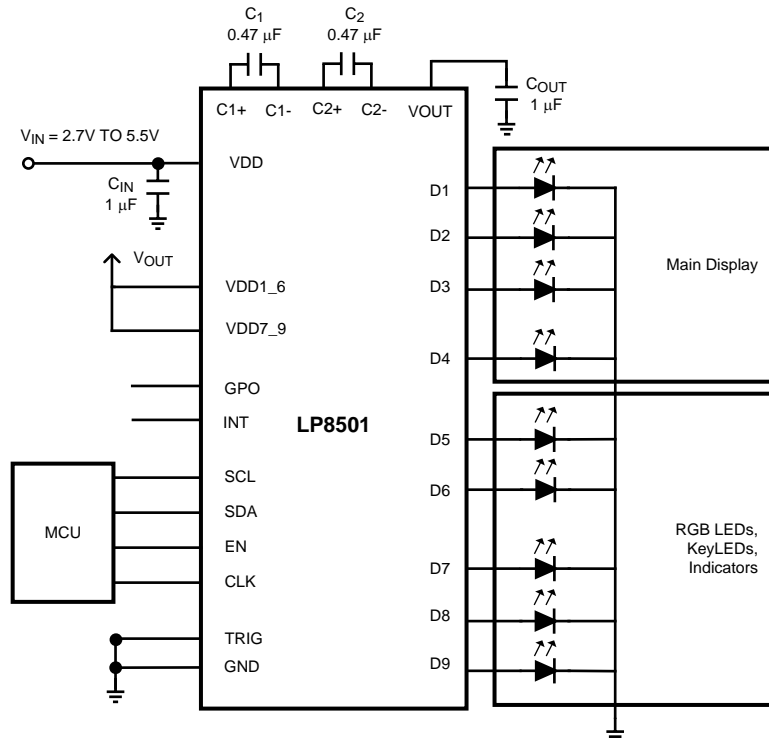 C1
0.47 μF
C2
0.47 μF
C1+
C1-
C2+
C2-
VOUT
COUT
1 μF
VIN = 2.7V TO 5.5V
VDD
CIN
1 μF
VOUT
VDD1_6
VDD7_9
GPO
INT
LP8501
MCU
SCL
SDA
EN
CLK
TRIG
GND
D1
D2
D3
D4
D5
D6
D7
D8
D9
Main Display
RGB LEDs,
KeyLEDs,
Indicators